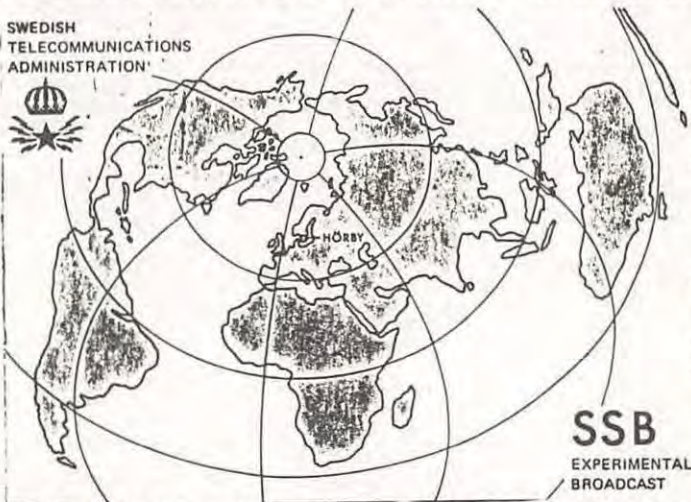 SWEDISH
TELECOMMUNICATIONS
ADMINISTRATION
HÖRBY
SSB
EXPERIMENTAL
BROADCAST